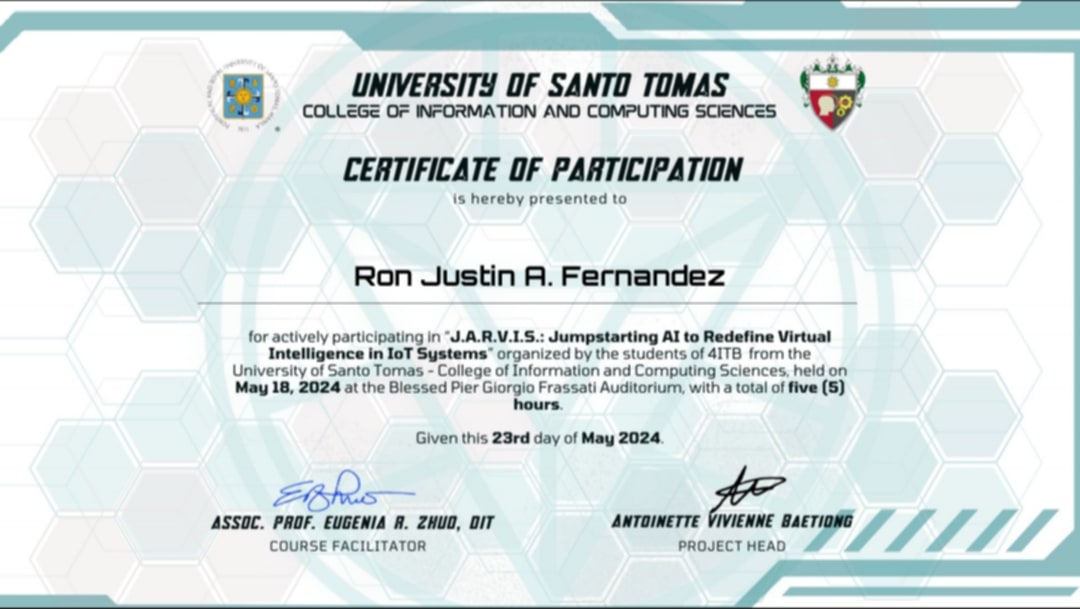 UNIVERSITY OF SANTO TOMAS
COLLEGE OF INFORMATION AND COMPUTING SCIENCES
CERTIFICATE OF PARTICIPATION
is hereby presented to
Ron Justin A. Fernandez
for actively participating in "J.A.R.V.I.S.: Jumpstarting AI to Redefine Virtual
Intelligence in IoT Systems" organized by the students of 4ITB from the
University of Santo Tomas - College of Information and Computing Sciences, held on
May 18, 2024 at the Blessed Pier Giorgio Frassati Auditorium, with a total of five (5)
hours.
Given this 23rd day of May 2024.
ASSOC. PROF. EUGENIA R. ZHUO, DIT
COURSE FACILITATOR
ANTOINETTE VIVIENNE BAETIONG
PROJECT HEAD